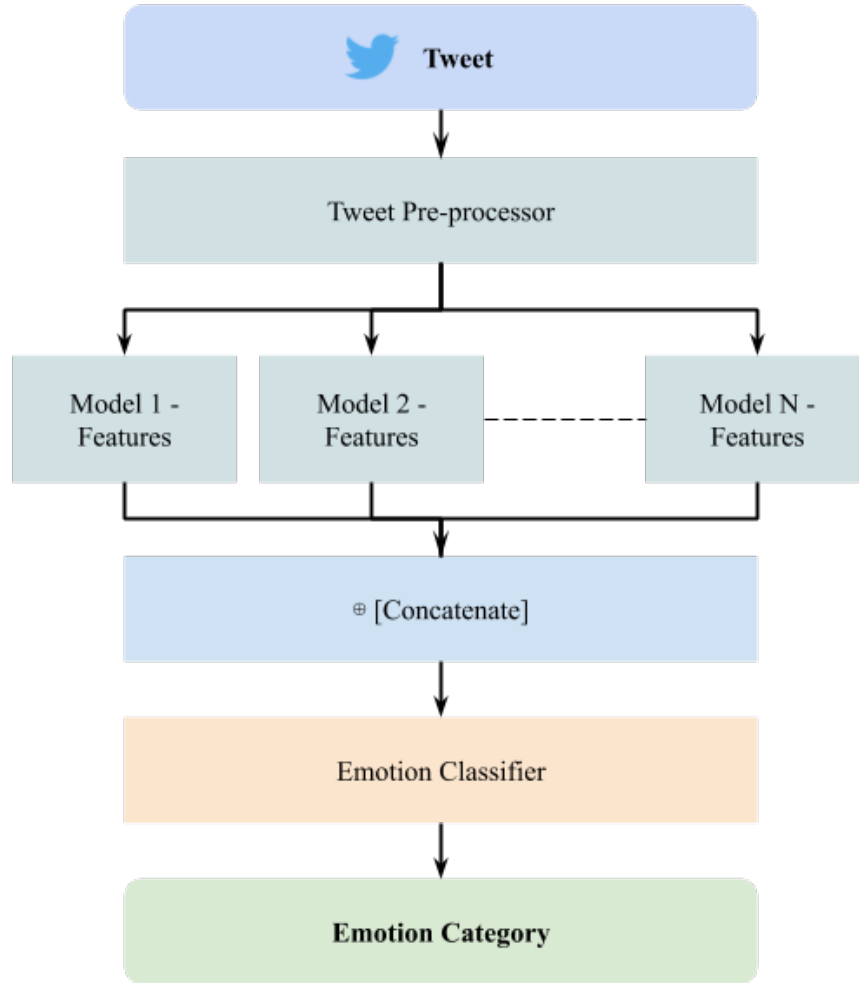 Tweet
Tweet Pre-processor
Model 1 -
Features
Model 2 -
Features
Model N -
Features
⊕ [Concatenate]
Emotion Classifier
Emotion Category